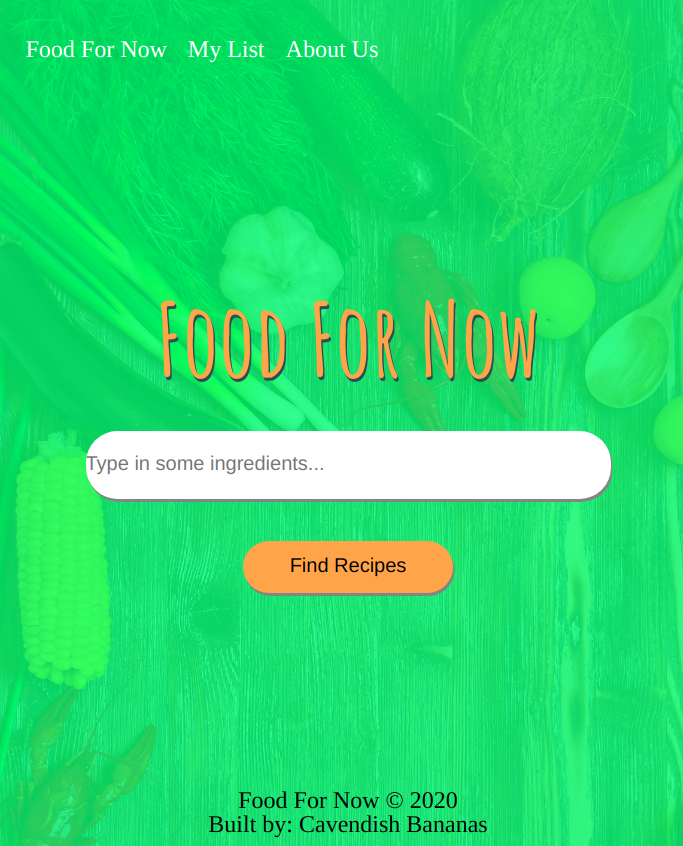 Food For Now My List About Us
Food For Now
Type in some ingredients...
Find Recipes
Food For Now © 2020
Built by: Cavendish Bananas